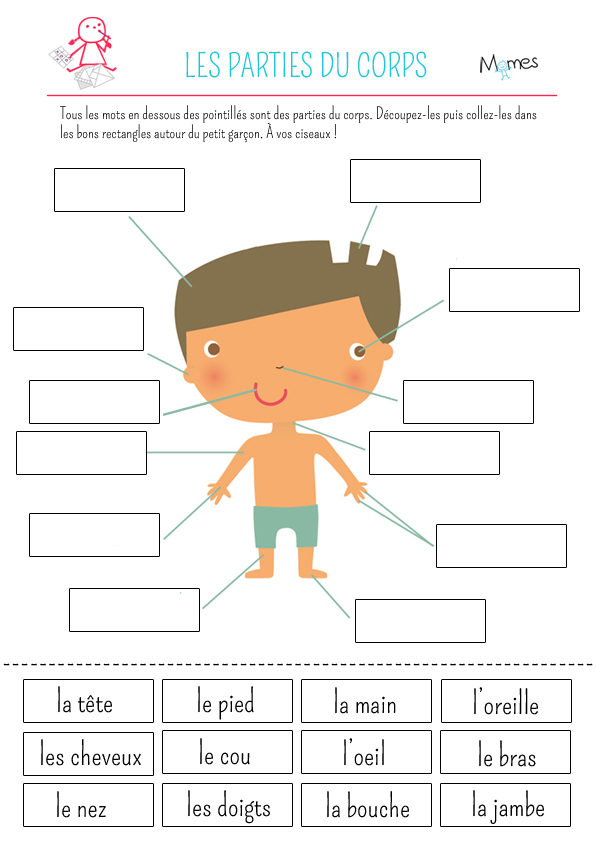 LES PARTIES DU CORPS
Momes
Tous les mots en dessous des pointillés sont des parties du corps. Découpez-les puis collez-les dans
les bons rectangles autour du petit garçon. À vos ciseaux !
la tête
le pied
la main
l'oreille
les cheveux
le cou
l'oeil
le bras
le nez
les doigts
la bouche
la jambe